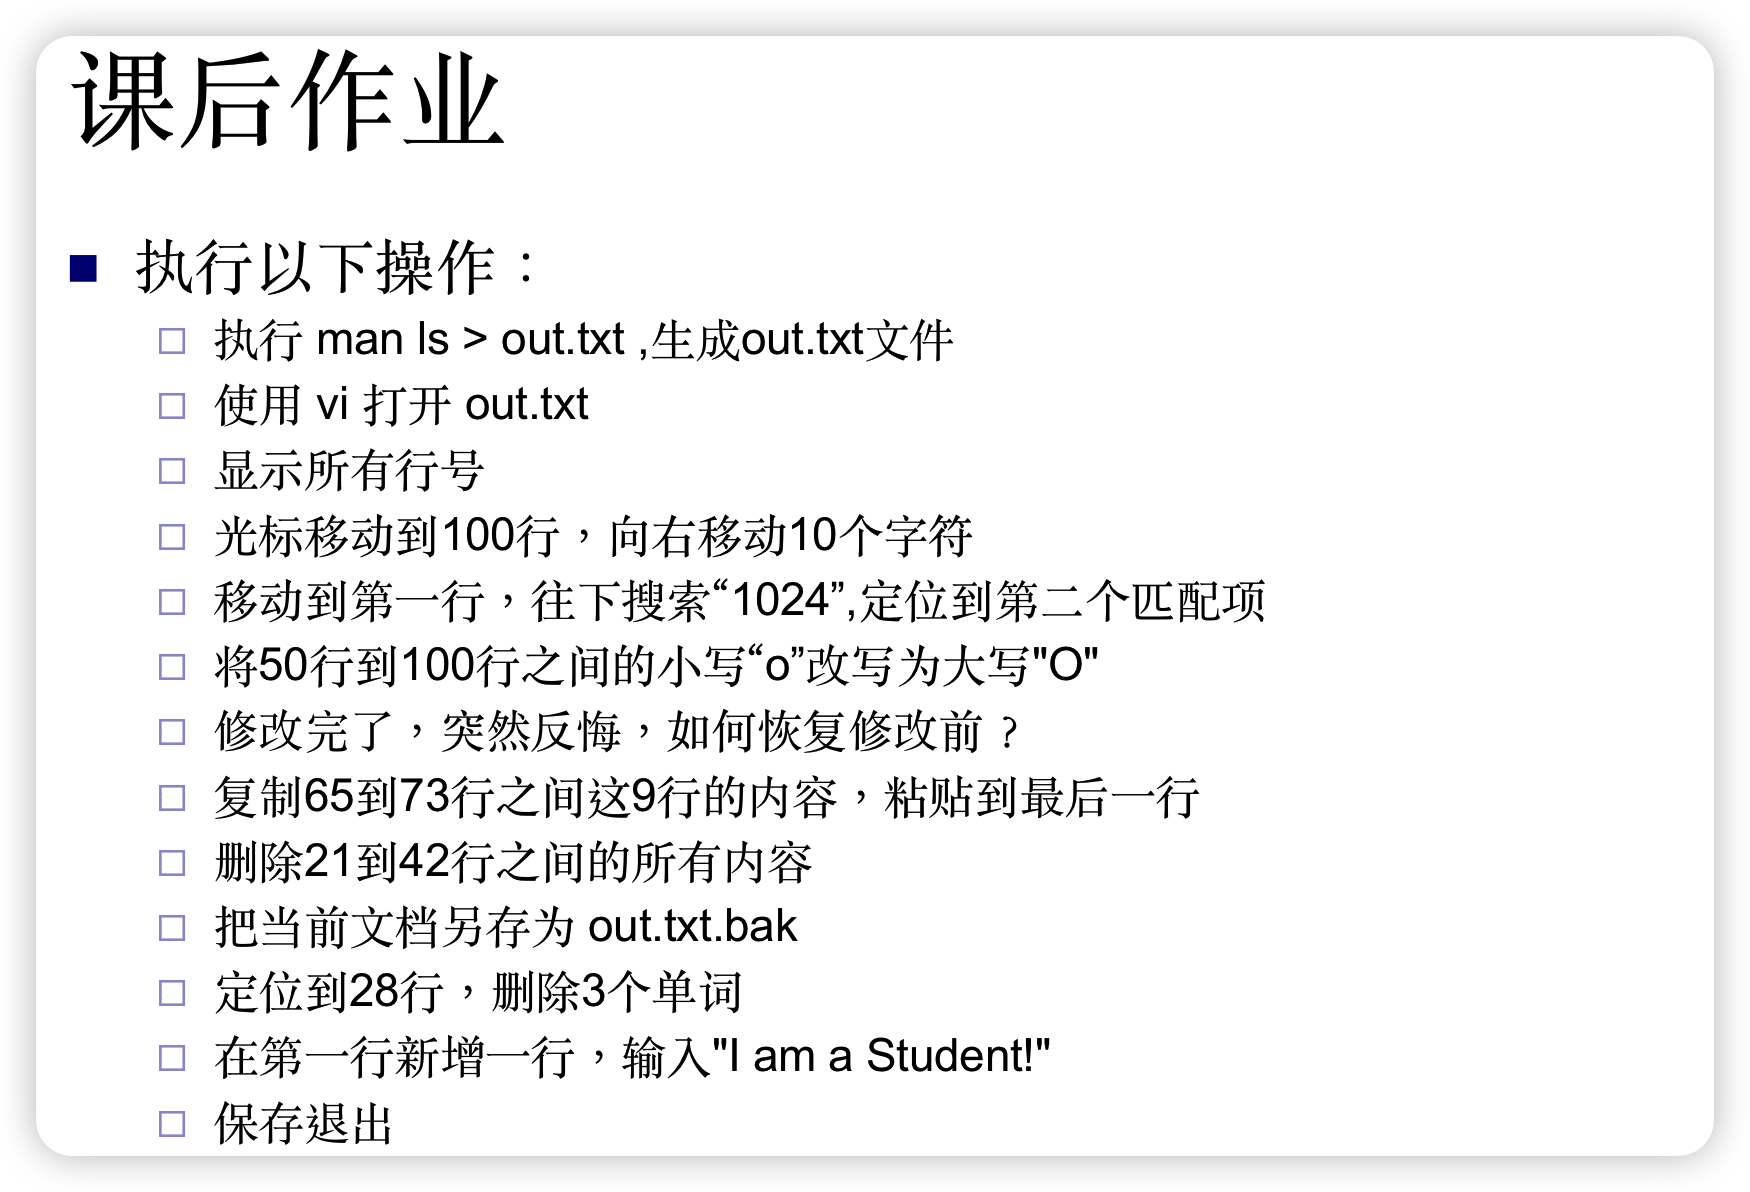 课后作业
执行以下操作：
执行 man ls > out.txt ,生成out.txt文件
使用 vi 打开 out.txt
显示所有行号
光标移动到100行，向右移动10个字符
移动到第一行，往下搜索“1024”,定位到第二个匹配项
将50行到100行之间的小写“o”改写为大写"O"
修改完了，突然反悔，如何恢复修改前？
复制65到73行之间这9行的内容，粘贴到最后一行
删除21到42行之间的所有内容
把当前文档另存为 out.txt.bak
定位到28行，删除3个单词
在第一行新增一行，输入"I am a Student!"
保存退出